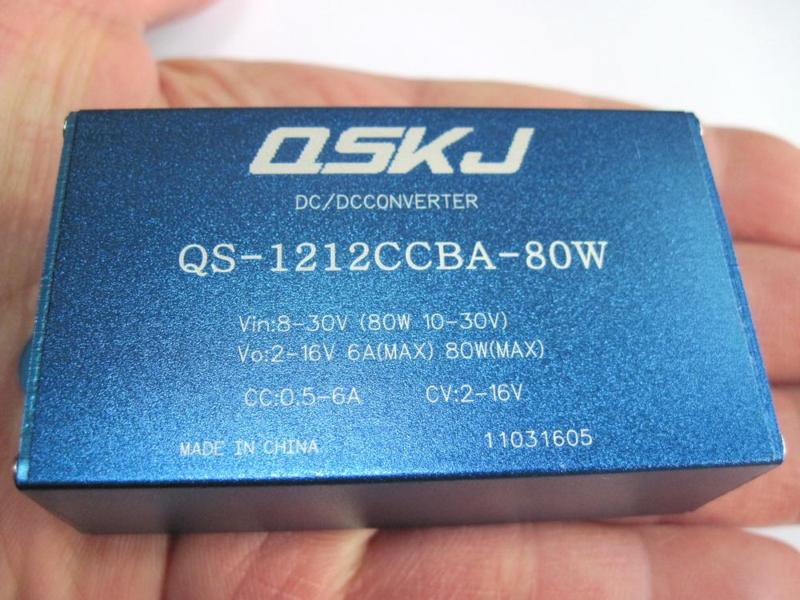 QSKJ
DC/DCCONVERTER
QS-1212CCBA-80W
Vin:8-30V (80W 10-30V)
Vo:2-16V 6A(MAX) 80W(MAX)
CC:0.5-6A CV:2-16V
MADE IN CHINA 11031605